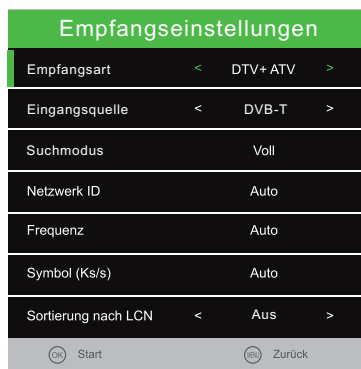 Empfangseinstellungen
Empfangsart < DTV+ ATV >
Eingangsquelle < DVB-T >
Suchmodus Voll
Netzwerk ID Auto
Frequenz Auto
Symbol (Ks/s) Auto
Sortierung nach LCN < Aus >
OK Start MENU Zurück